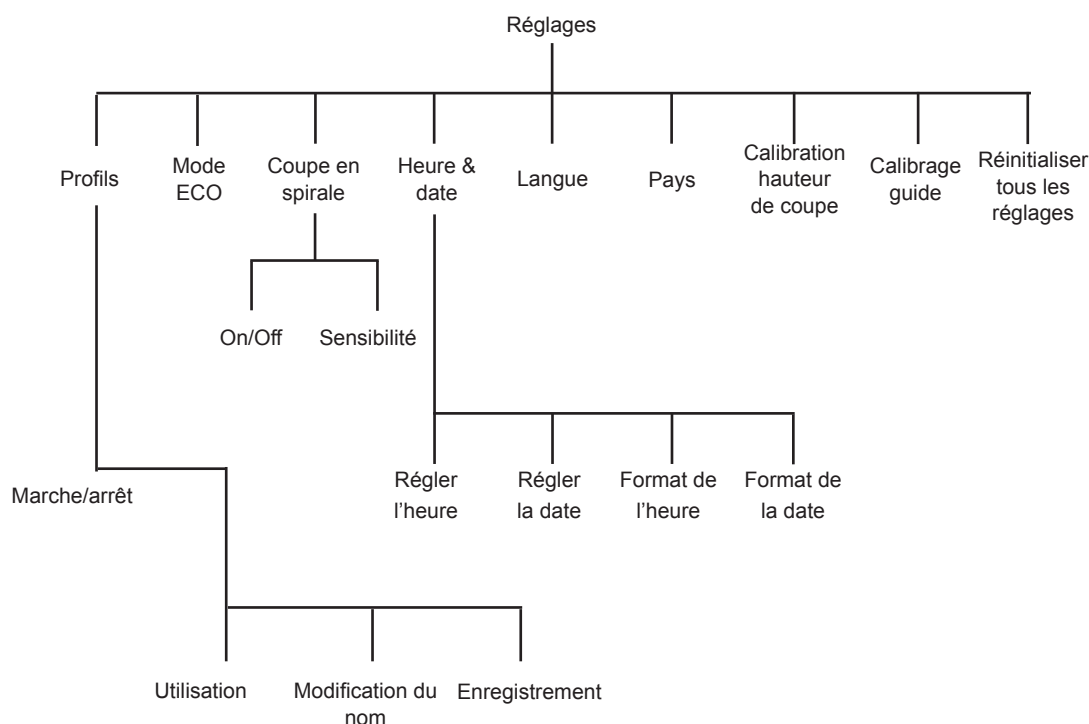 Réglages
Profils
Mode
ECO
Coupe en
spirale
Heure &
date
Langue
Pays
Calibration
hauteur
de coupe
Calibrage
guide
Réinitialiser
tous les
réglages
On/Off
Sensibilité
Marche/arrêt
Régler
l’heure
Régler
la date
Format de
l’heure
Format de
la date
Utilisation
Modification du
nom
Enregistrement